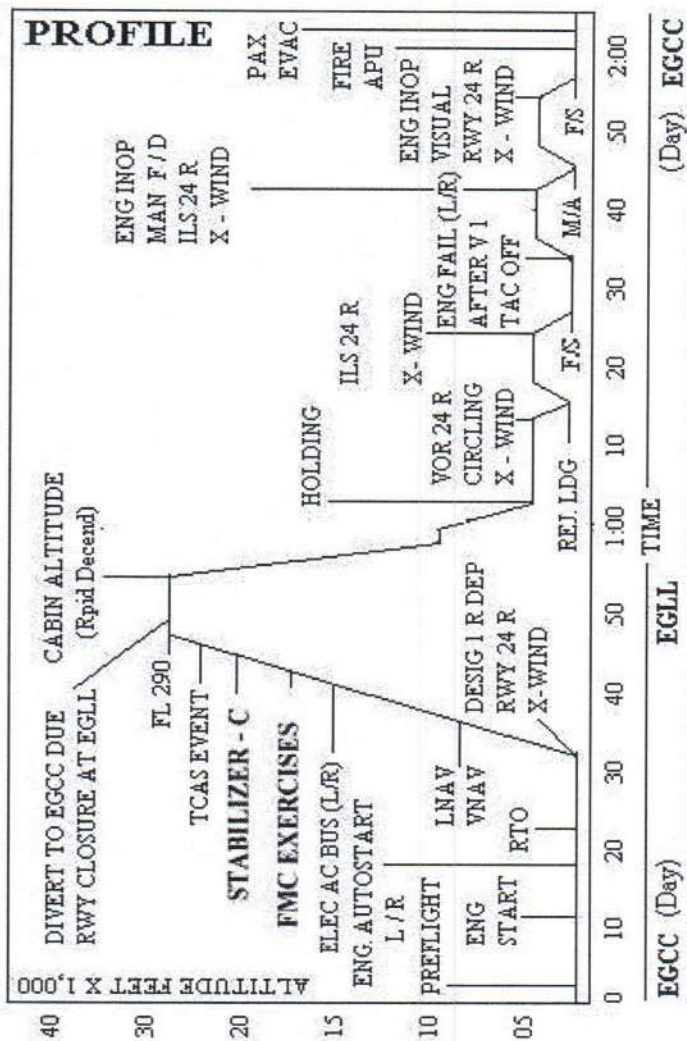 PROFILE
ALTITUDE FEET X 1,000
40
30
20
15
10
05
DIVERT TO EGCC DUE
RWY CLOSURE AT EGLL
CABIN ALTITUDE
(Rpid Decend)
FL 290
TCAS EVENT
STABILIZER - C
FMC EXERCISES
ELEC AC BUS (L/R)
ENG. AUTOSTART
L / R
PREFLIGHT
ENG
START
RTO
LNAV
VNAV
DESIG 1 R DEP
RWY 24 R
X-WIND
HOLDING
VOR 24 R
CIRCLING
X - WIND
REJ. LDG
ILS 24 R
X- WIND
F/S
ENG FAIL (L/R)
AFTER V 1
TAC OFF
ENG INOP
MAN F / D
ILS 24 R
X - WIND
M/A
ENG INOP
VISUAL
RWY 24 R
X - WIND
F/S
FIRE
APU
PAX
EVAC
0
10
20
30
40
50
1:00
10
20
30
40
50
2:00
TIME
EGCC (Day)
EGLL
(Day) EGCC